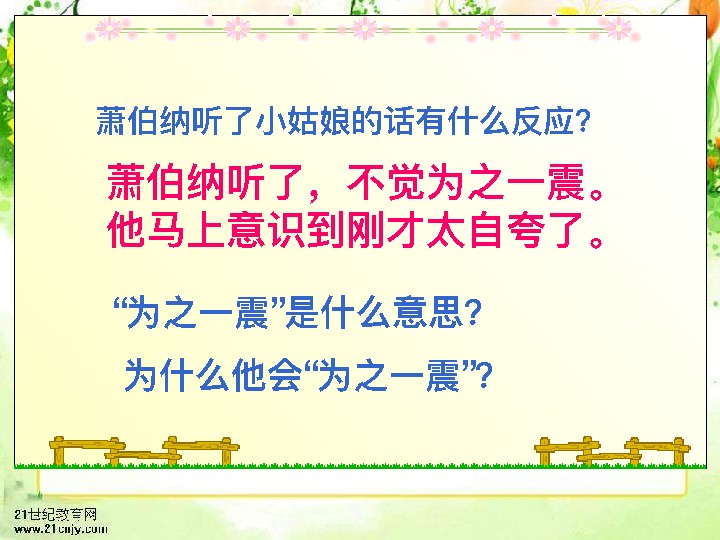 萧伯纳听了小姑娘的话有什么反应?
萧伯纳听了，不觉为之一震。
他马上意识到刚才太自夸了。
“为之一震”是什么意思?
为什么他会“为之一震”?
21世纪教育网
www.21cnjy.com